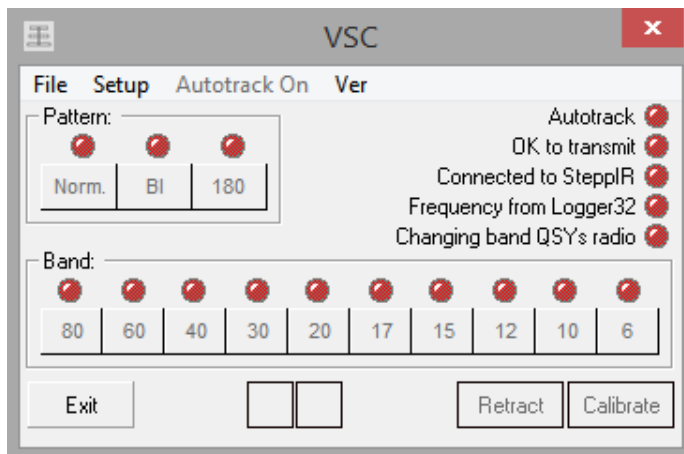 VSC
File Setup Autotrack On Ver
Pattern:
Norm. BI 180
Autotrack
OK to transmit
Connected to SteppIR
Frequency from Logger32
Changing band QSYs radio
Band:
80 60 40 30 20 17 15 12 10 6
Exit Retract Calibrate